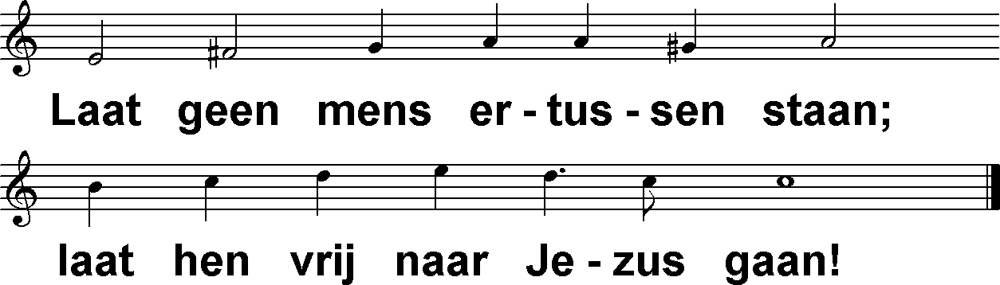 Laat geen mens er - tus - sen staan;
laat hen vrij naar Je - zus gaan!